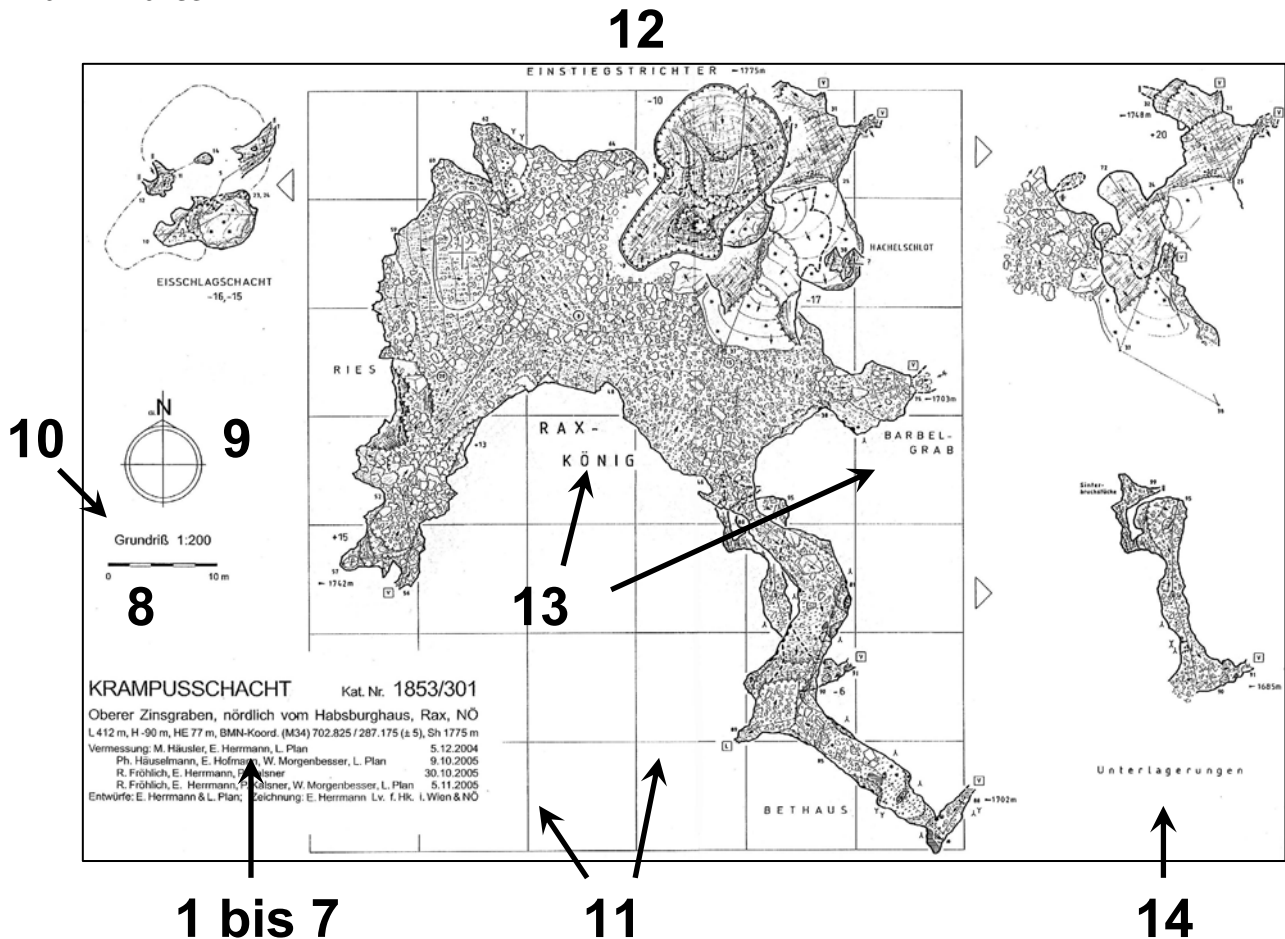 12
EINSTIEGSTRICHTER ←1775m
-10
←1748m
+20
HACHELSCHLOT
-17
EISSCHLAGSCHACHT
-16,-15
RIES
←1703m
BARBEL-
GRAB
RAX-
KÖNIG
+13
N
10
9
Sinter-
bruchstücke
Grundriß 1:200
+15
←1742m
0 10 m
8
13
←1685m
-6
KRAMPUSSCHACHT Kat. Nr. 1853/301
Oberer Zinsgraben, nördlich vom Habsburghaus, Rax, NÖ
L 412 m, H -90 m, HE 77 m, BMN-Koord. (M34) 702.825 / 287.175 (± 5), Sh 1775 m
Vermessung: M. Häusler, E. Herrmann, L. Plan 5.12.2004
Ph. Häuselmann, E. Hofmann, W. Morgenbesser, L. Plan 9.10.2005
R. Fröhlich, E. Herrmann, P. Kalsner 30.10.2005
R. Fröhlich, E. Herrmann, P. Kalsner, W. Morgenbesser, L. Plan 5.11.2005
Entwürfe: E. Herrmann & L. Plan; Zeichnung: E. Herrmann Lv. f. Hk. i. Wien & NÖ
Unterlagerungen
BETHAUS
←1702m
1 bis 7
11
14